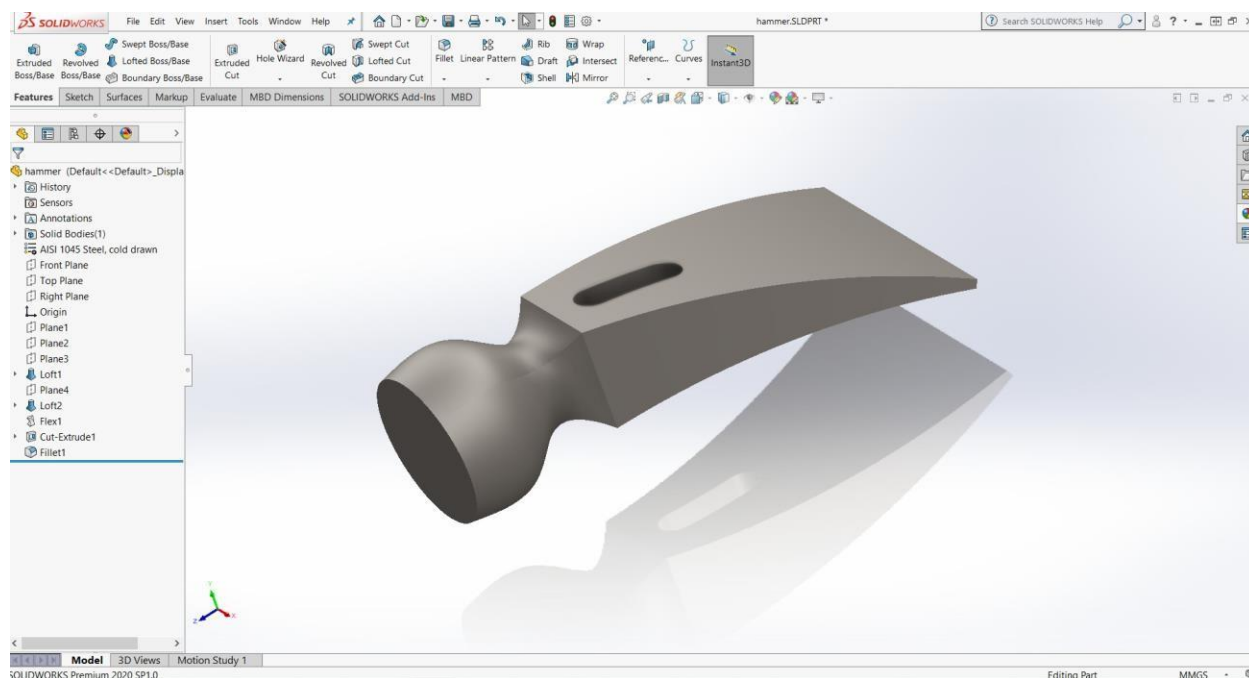 SOLIDWORKS File Edit View Insert Tools Window Help hammer.SLDPRT * Search SOLIDWORKS Help
Extruded Boss/Base
Revolved Boss/Base
Swept Boss/Base
Lofted Boss/Base
Boundary Boss/Base
Extruded Cut
Hole Wizard
Revolved Cut
Swept Cut
Lofted Cut
Boundary Cut
Fillet
Linear Pattern
Rib
Draft
Shell
Wrap
Intersect
Mirror
Referenc...
Curves
Instant3D
Features Sketch Surfaces Markup Evaluate MBD Dimensions SOLIDWORKS Add-Ins MBD
hammer (Default<<Default>_Displa
History
Sensors
Annotations
Solid Bodies(1)
AISI 1045 Steel, cold drawn
Front Plane
Top Plane
Right Plane
Origin
Plane1
Plane2
Plane3
Loft1
Plane4
Loft2
Flex1
Cut-Extrude1
Fillet1
Y
Z X
Model 3D Views Motion Study 1
SOLIDWORKS Premium 2020 SP1.0 Editing Part MMGS